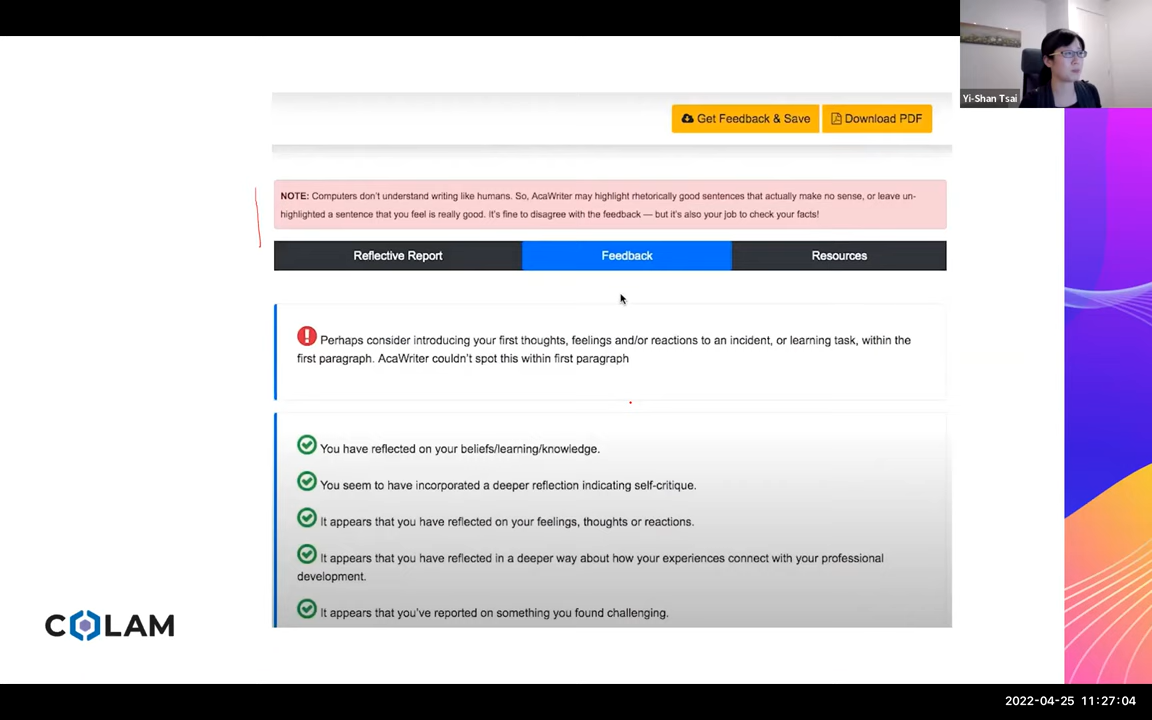 Yi-Shan Tsai
Get Feedback & Save
Download PDF
NOTE: Computers don't understand writing like humans. So, AcaWriter may highlight rhetorically good sentences that actually make no sense, or leave un-
highlighted a sentence that you feel is really good. It's fine to disagree with the feedback — but it's also your job to check your facts!
Reflective Report
Feedback
Resources
Perhaps consider introducing your first thoughts, feelings and/or reactions to an incident, or learning task, within the
first paragraph. AcaWriter couldn't spot this within first paragraph
You have reflected on your beliefs/learning/knowledge.
You seem to have incorporated a deeper reflection indicating self-critique.
It appears that you have reflected on your feelings, thoughts or reactions.
It appears that you have reflected in a deeper way about how your experiences connect with your professional
development.
It appears that you've reported on something you found challenging.
COLAM
2022-04-25 11:27:04